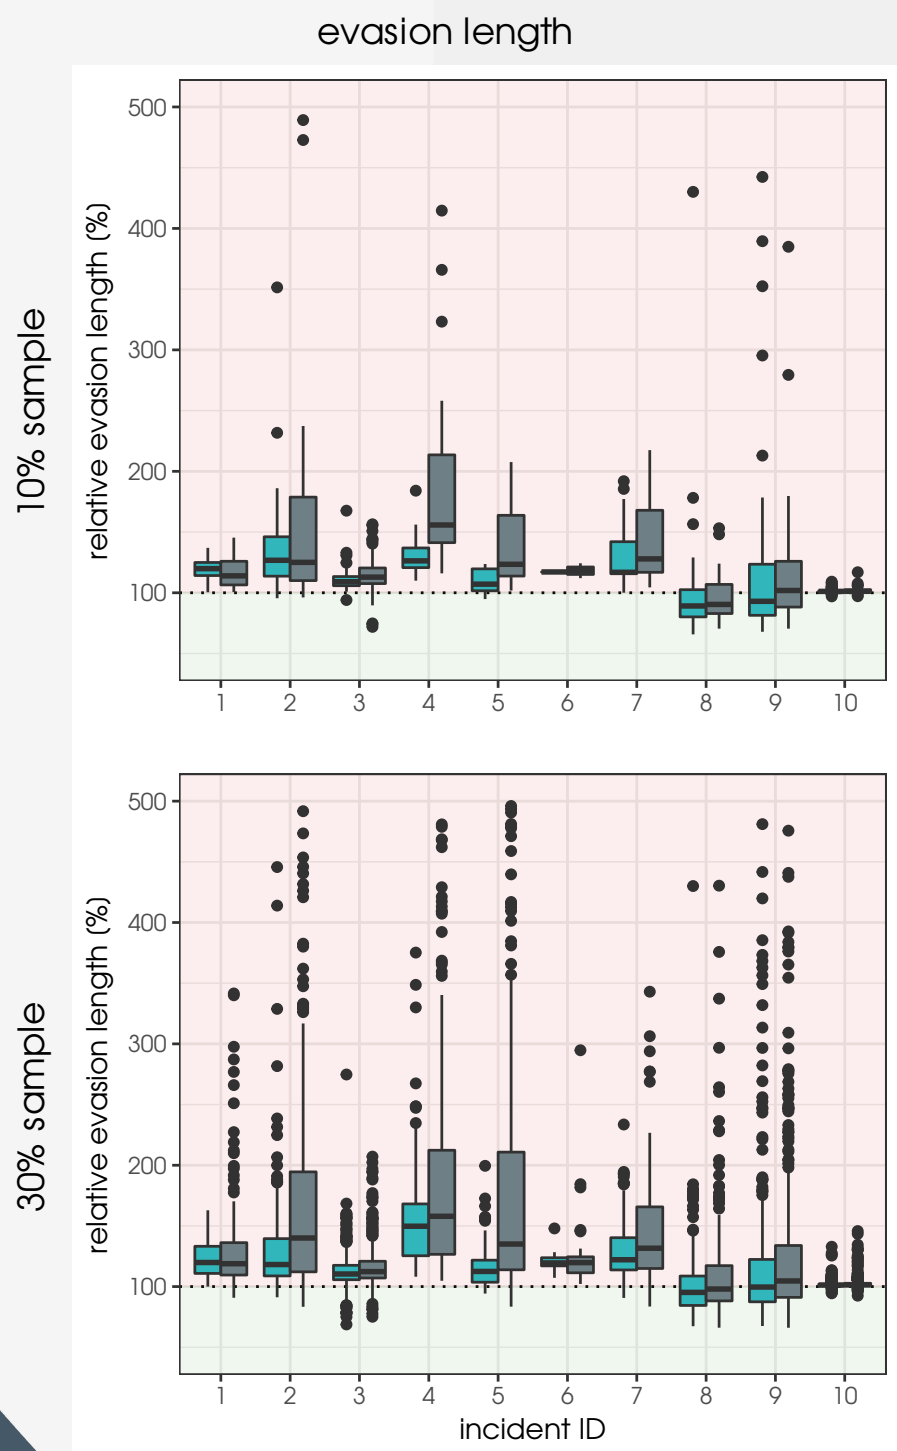 evasion length
10% sample
relative evasion length (%)
500
400
300
200
100
1 2 3 4 5 6 7 8 9 10
30% sample
relative evasion length (%)
500
400
300
200
100
1 2 3 4 5 6 7 8 9 10
incident ID